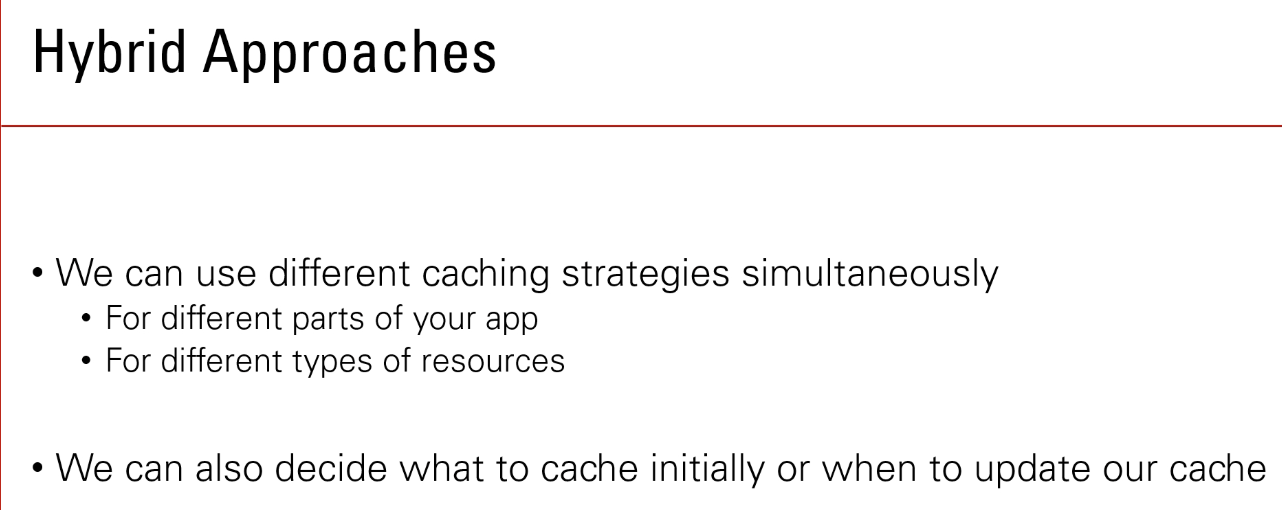 Hybrid Approaches
• We can use different caching strategies simultaneously
• For different parts of your app
• For different types of resources
• We can also decide what to cache initially or when to update our cache